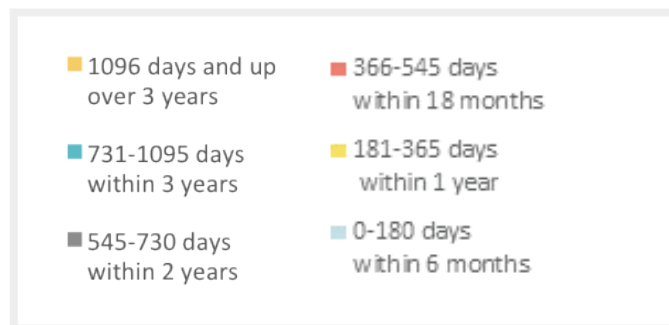 1096 days and up
over 3 years
731-1095 days
within 3 years
545-730 days
within 2 years
366-545 days
within 18 months
181-365 days
within 1 year
0-180 days
within 6 months